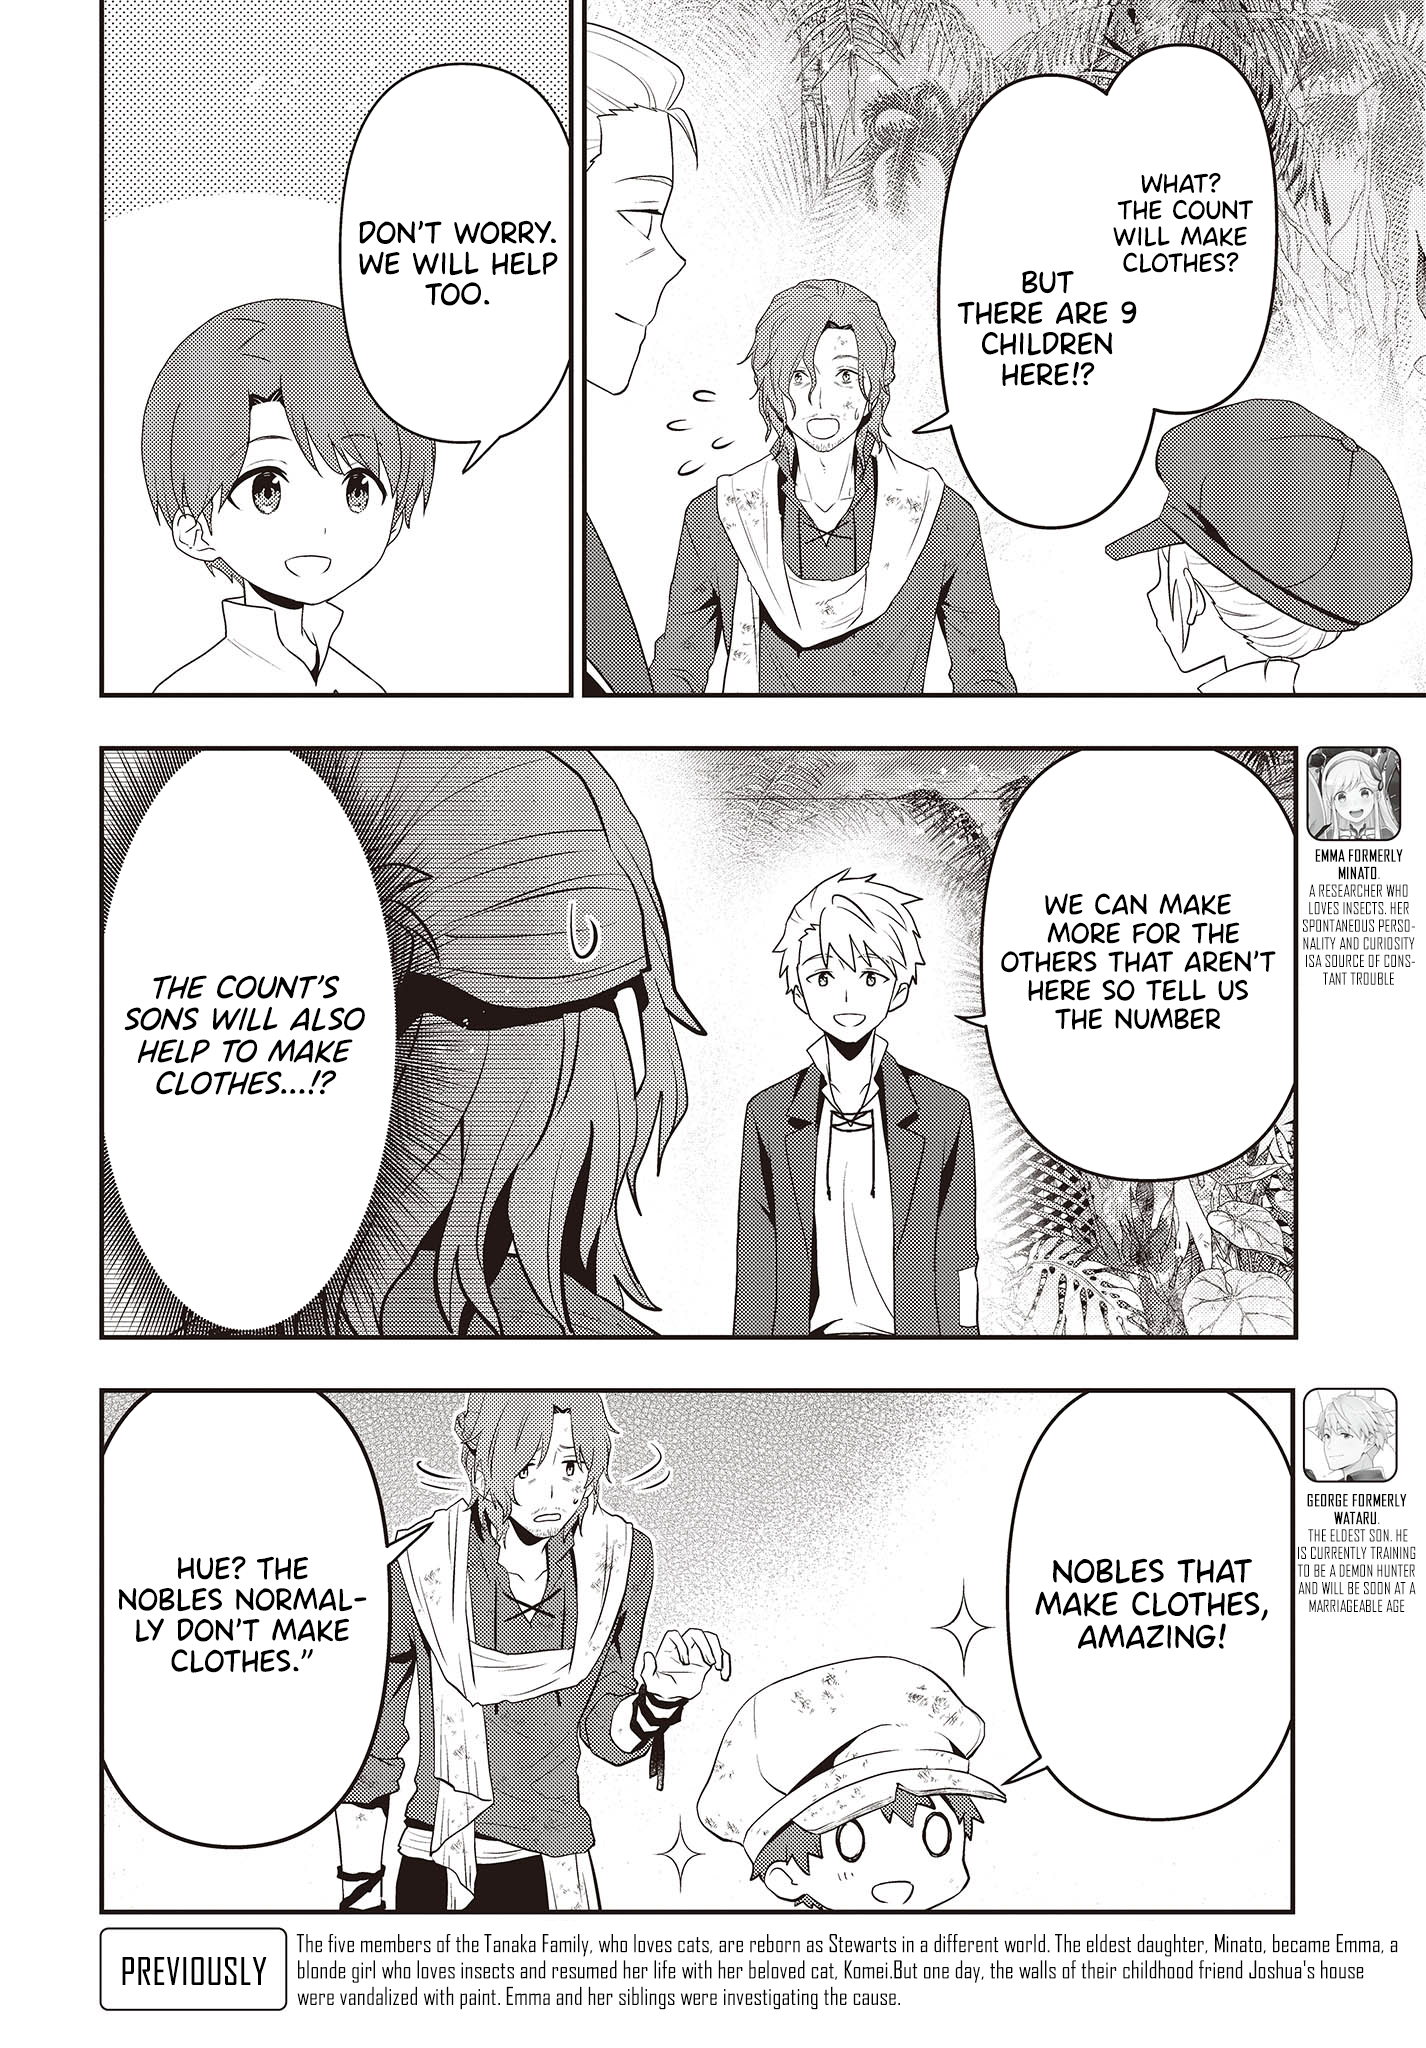 WHAT?
THE COUNT
WILL MAKE
CLOTHES?
BUT
THERE ARE 9
CHILDREN
HERE!?
DON'T WORRY.
WE WILL HELP
TOO.
WE CAN MAKE
MORE FOR THE
OTHERS THAT AREN'T
HERE SO TELL US
THE NUMBER
THE COUNT'S
SONS WILL ALSO
HELP TO MAKE
CLOTHES...!?
EMMA FORMERLY
MINATO.
A RESEARCHER WHO
LOVES INSECTS. HER
SPONTANEOUS PERSO-
NALITY AND CURIOSITY
ISA SOURCE OF CONS-
TANT TROUBLE
NOBLES THAT
MAKE CLOTHES,
AMAZING!
HUE? THE
NOBLES NORMAL-
LY DON'T MAKE
CLOTHES."
GEORGE FORMERLY
WATARU.
THE ELDEST SON. HE
IS CURRENTLY TRAINING
TO BE A DEMON HUNTER
AND WILL BE SOON AT A
MARRIAGEABLE AGE
PREVIOUSLY
The five members of the Tanaka Family, who loves cats, are reborn as Stewarts in a different world. The eldest daughter, Minato, became Emma, a
blonde girl who loves insects and resumed her life with her beloved cat, Komei.But one day, the walls of their childhood friend Joshua's house
were vandalized with paint. Emma and her siblings were investigating the cause.